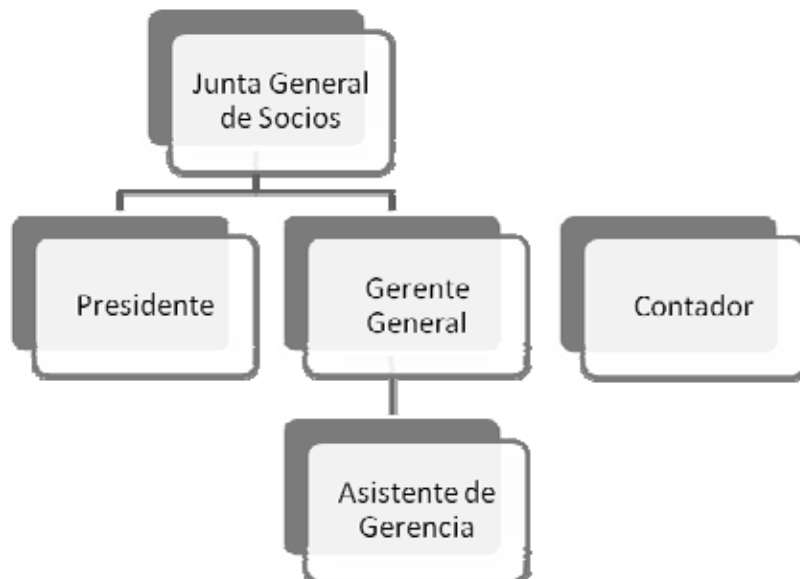 Junta General
de Socios
Presidente
Gerente
General
Contador
Asistente de
Gerencia